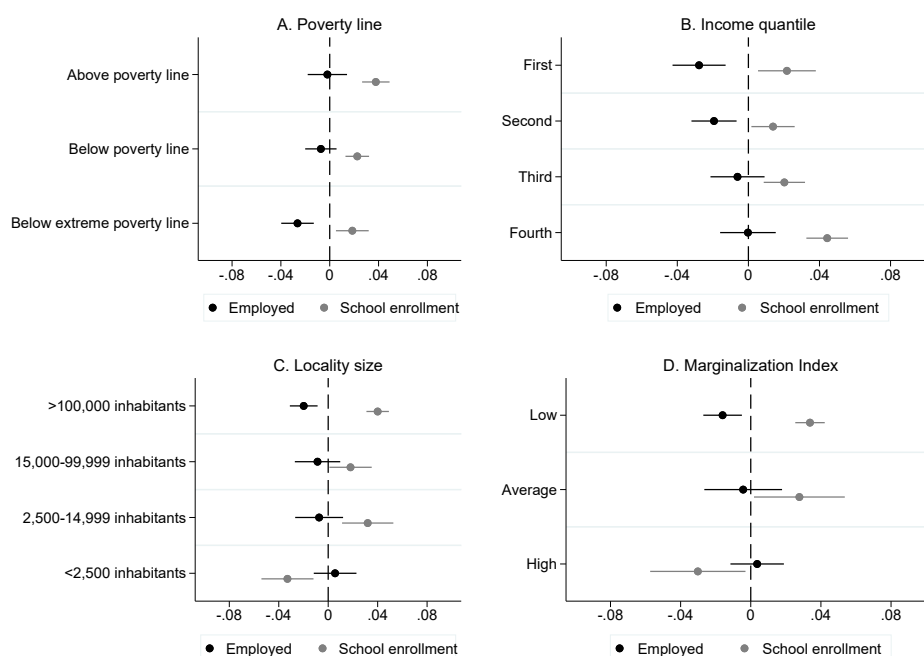 A. Poverty line
Above poverty line
Below poverty line
Below extreme poverty line
-.08 -.04 0 .04 .08
Employed School enrollment
B. Income quantile
First
Second
Third
Fourth
-.08 -.04 0 0.04 0.08
Employed School enrollment
C. Locality size
>100,000 inhabitants
15,000-99,999 inhabitants
2,500-14,999 inhabitants
<2,500 inhabitants
-.08 -.04 0 .04 .08
Employed School enrollment
D. Marginalization Index
Low
Average
High
-.08 -.04 0 .04 .08
Employed School enrollment